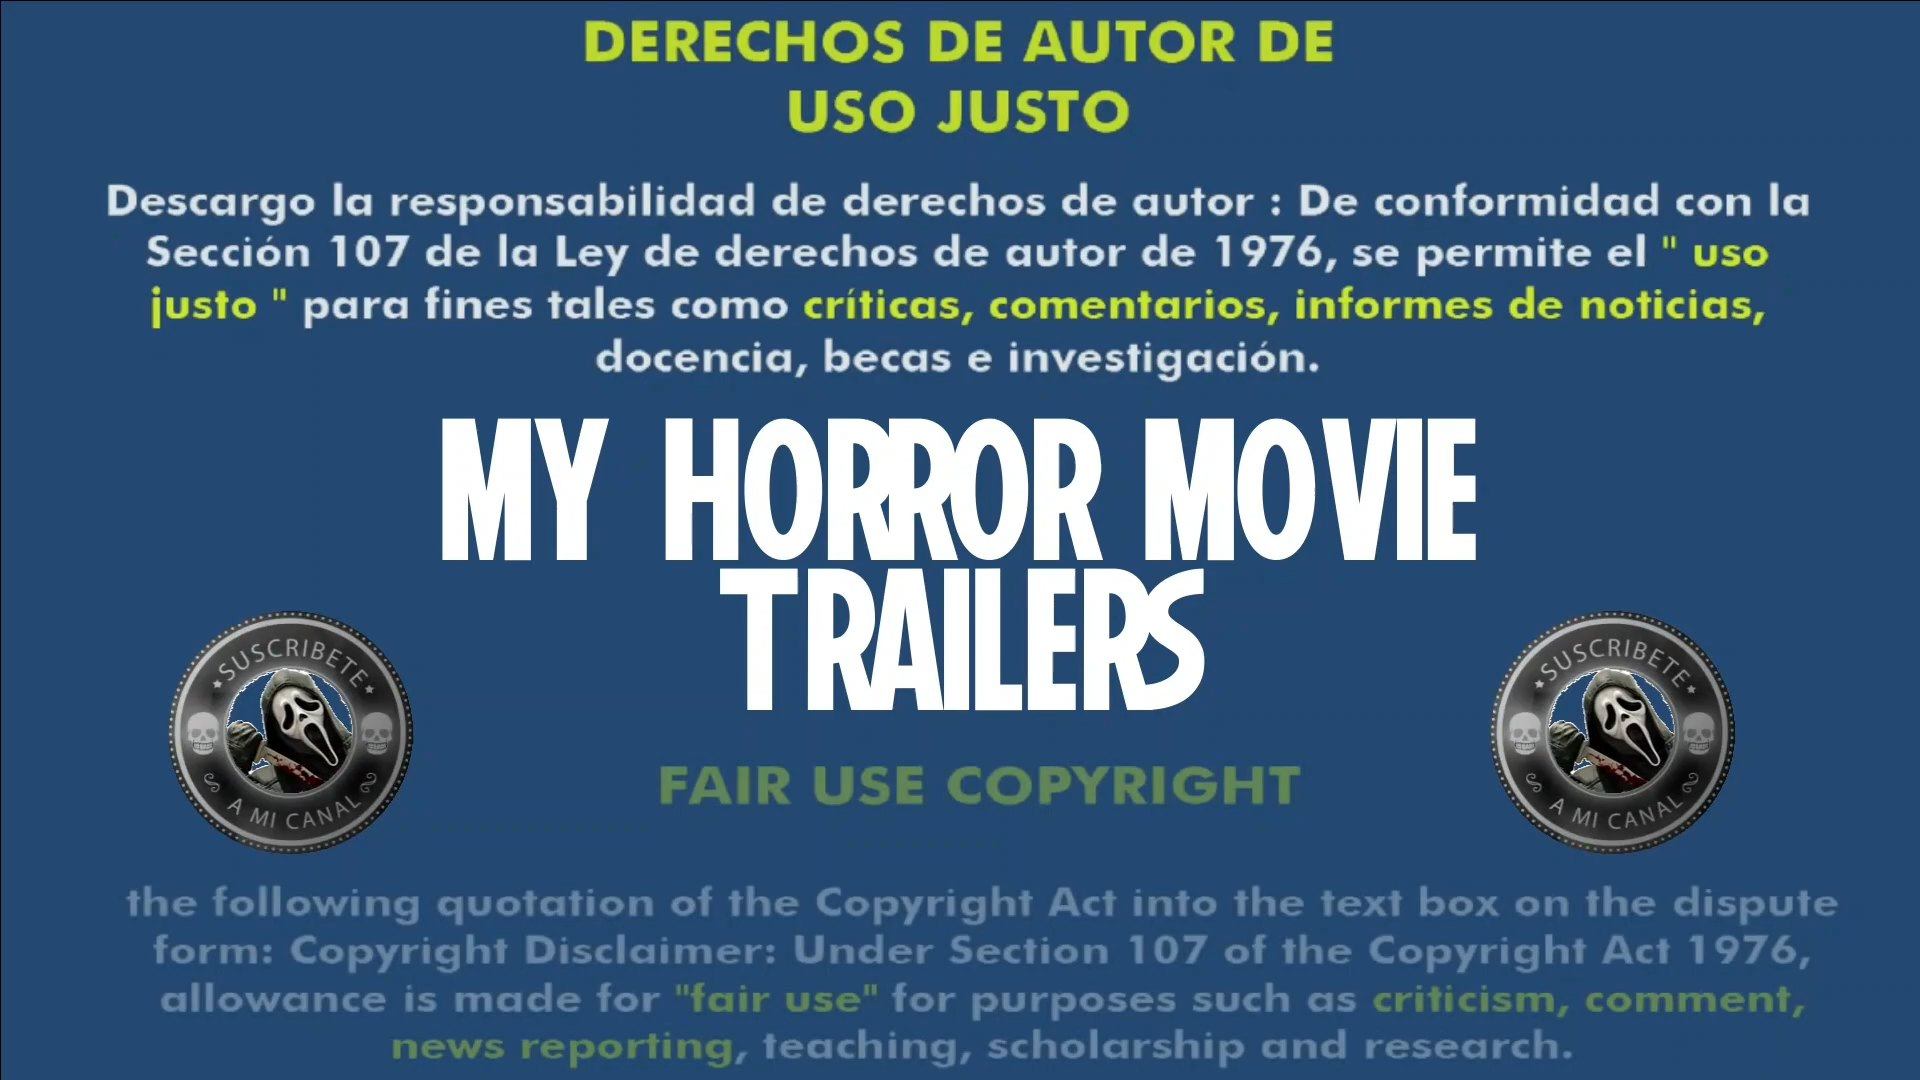 DERECHOS DE AUTOR DE
USO JUSTO
Descargo la responsabilidad de derechos de autor : De conformidad con la
Sección 107 de la Ley de derechos de autor de 1976, se permite el " uso
justo " para fines tales como críticas, comentarios, informes de noticias,
docencia, becas e investigación.
MY HORROR MOVIE
TRAILERS
SUSCRIBETE
A MI CANAL
SUSCRIBETE
A MI CANAL
FAIR USE COPYRIGHT
the following quotation of the Copyright Act into the text box on the dispute
form: Copyright Disclaimer: Under Section 107 of the Copyright Act 1976,
allowance is made for "fair use" for purposes such as criticism, comment,
news reporting, teaching, scholarship and research.